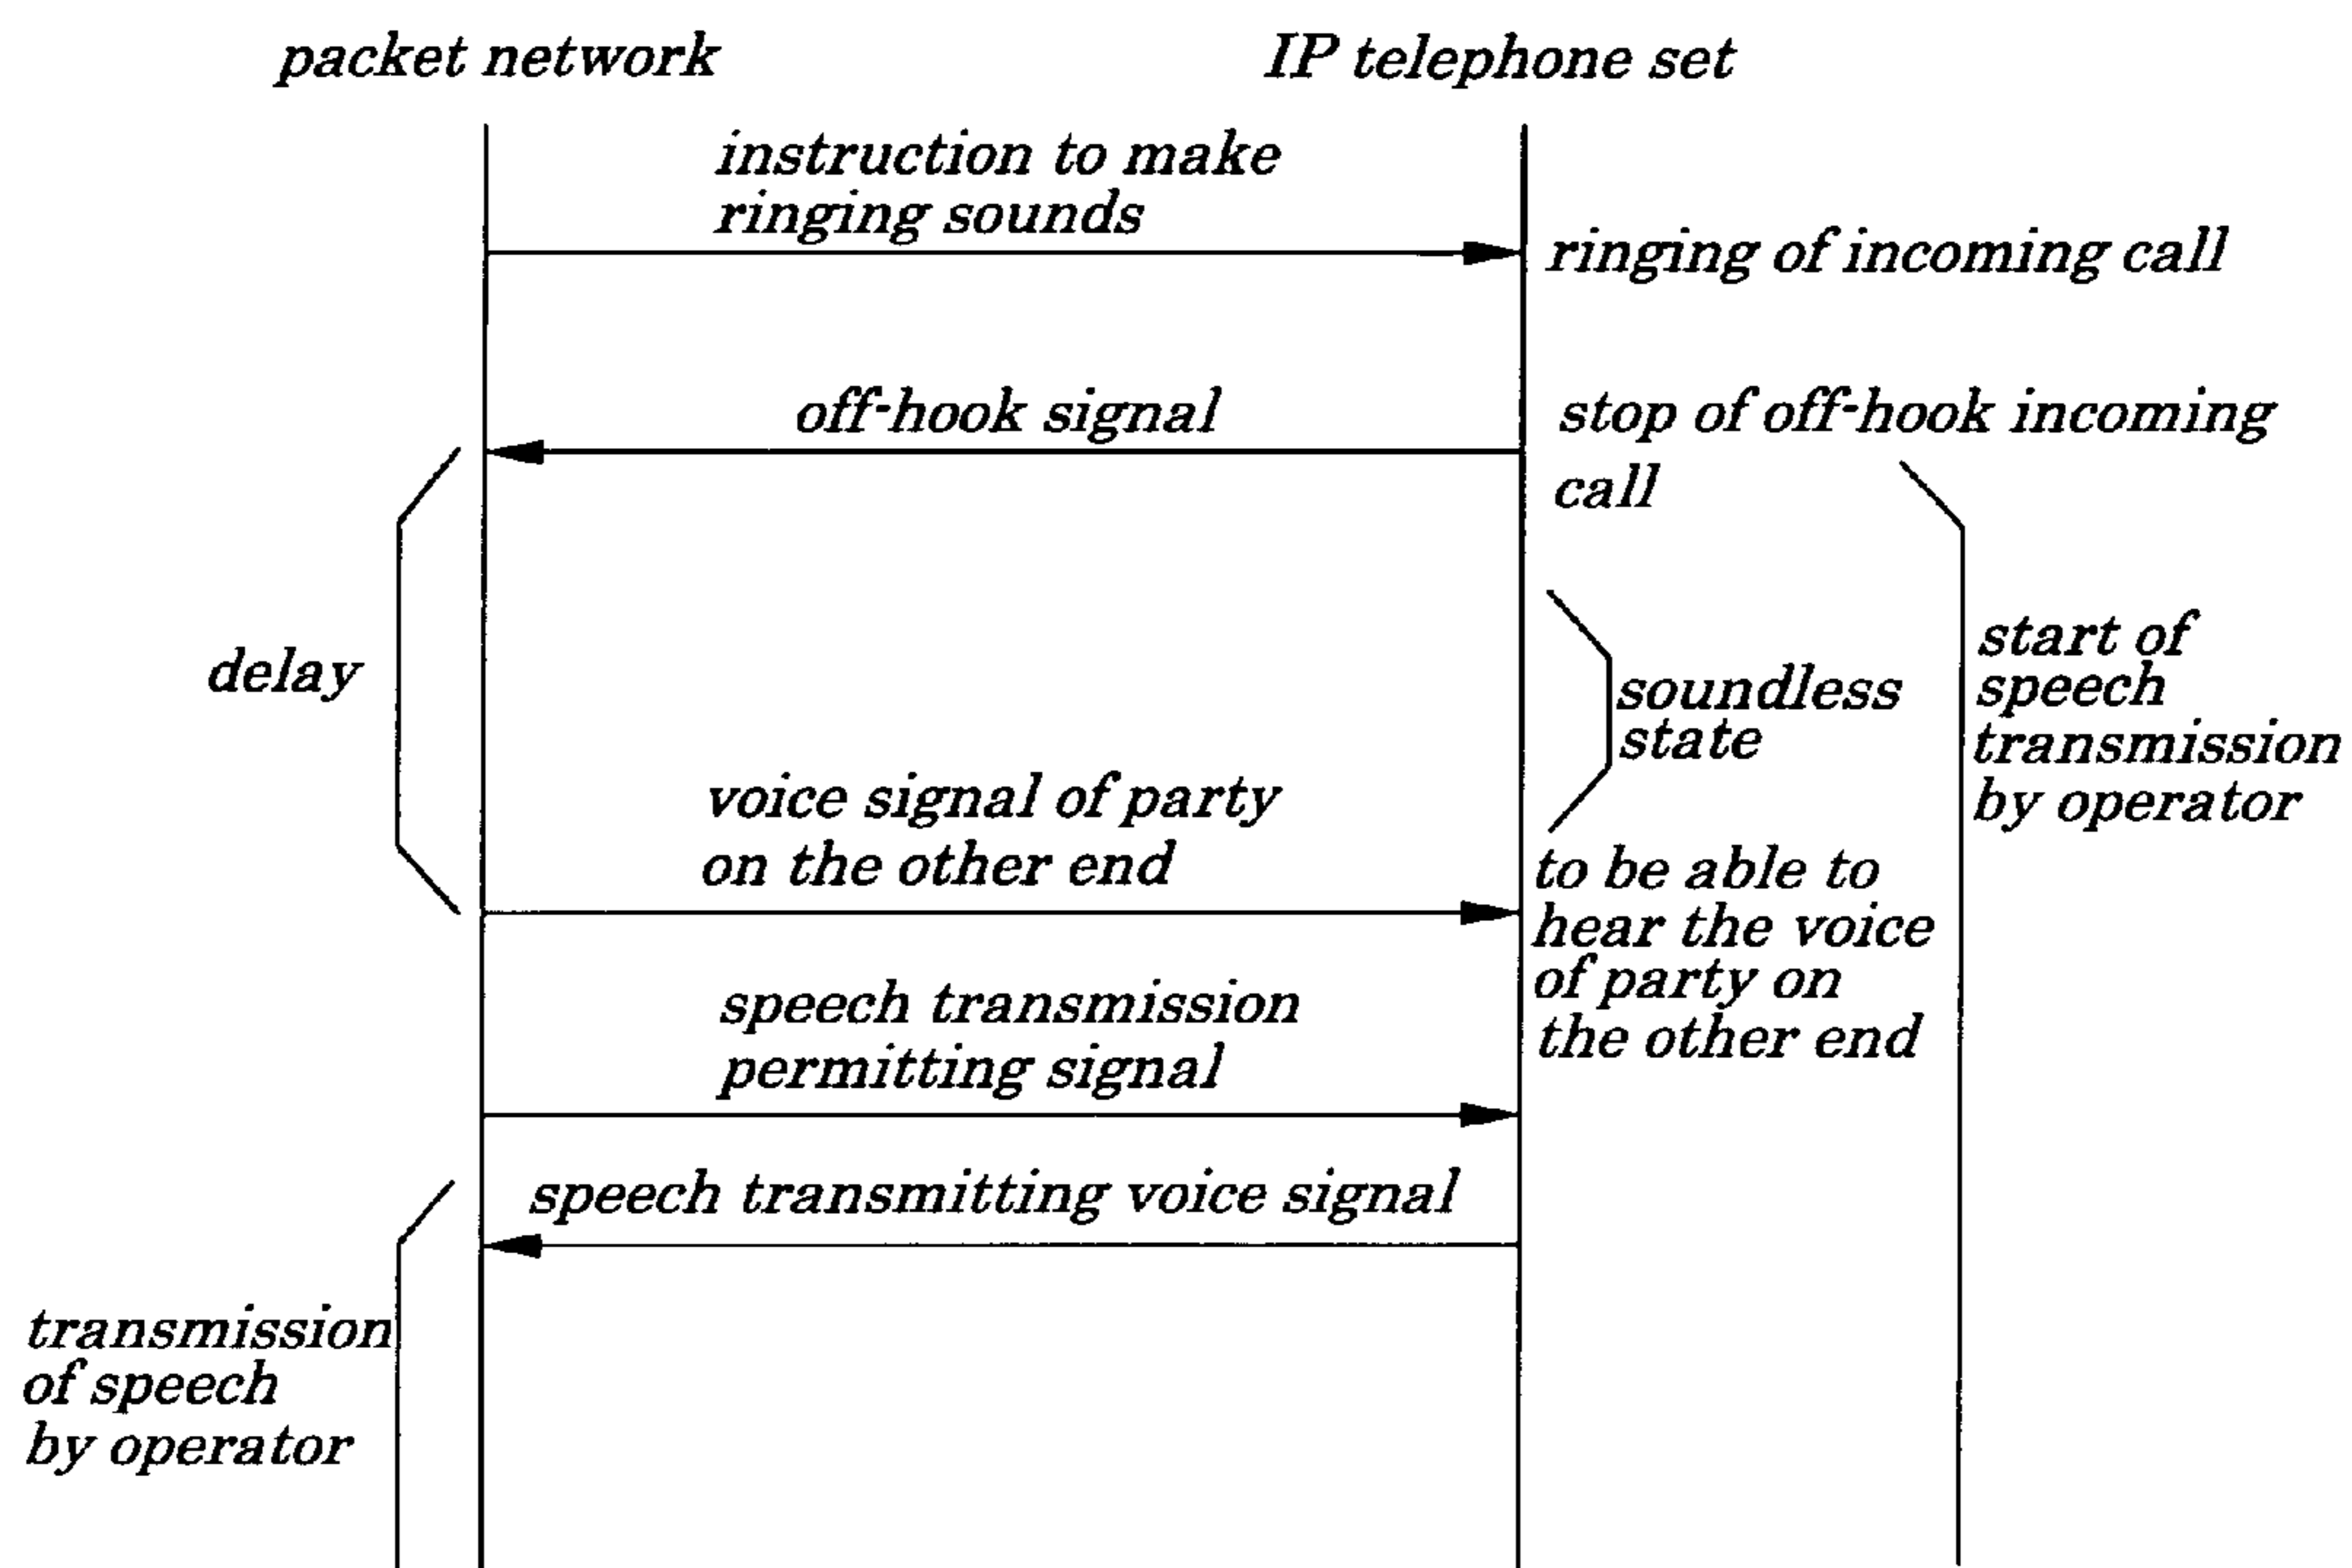 packet network
IP telephone set
instruction to make
ringing sounds
ringing of incoming call
off-hook signal
stop of off-hook incoming
call
delay
soundless
state
start of
speech
transmission
by operator
voice signal of party
on the other end
to be able to
hear the voice
of party on
the other end
speech transmission
permitting signal
speech transmitting voice signal
transmission
of speech
by operator